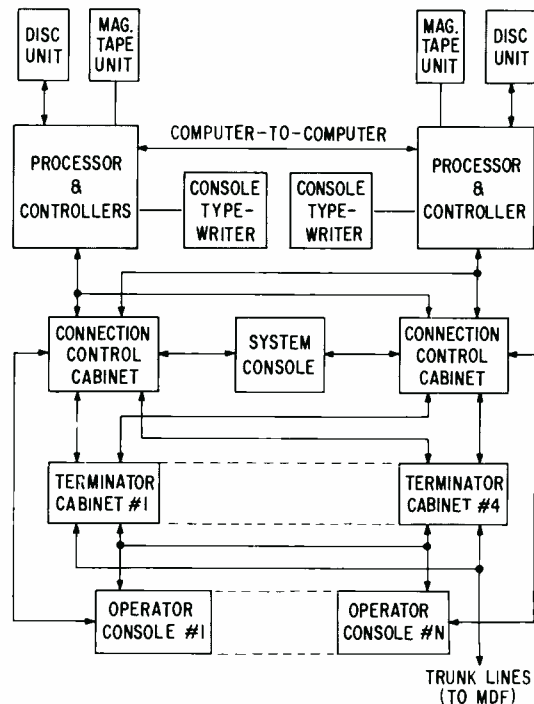 DISC
UNIT
MAG.
TAPE
UNIT
MAG.
TAPE
UNIT
DISC
UNIT
COMPUTER-TO-COMPUTER
PROCESSOR
&
CONTROLLERS
CONSOLE
TYPE-
WRITER
CONSOLE
TYPE-
WRITER
PROCESSOR
&
CONTROLLER
CONNECTION
CONTROL
CABINET
SYSTEM
CONSOLE
CONNECTION
CONTROL
CABINET
TERMINATOR
CABINET #1
TERMINATOR
CABINET #4
OPERATOR
CONSOLE #1
OPERATOR
CONSOLE #N
TRUNK LINES
(TO MDF)